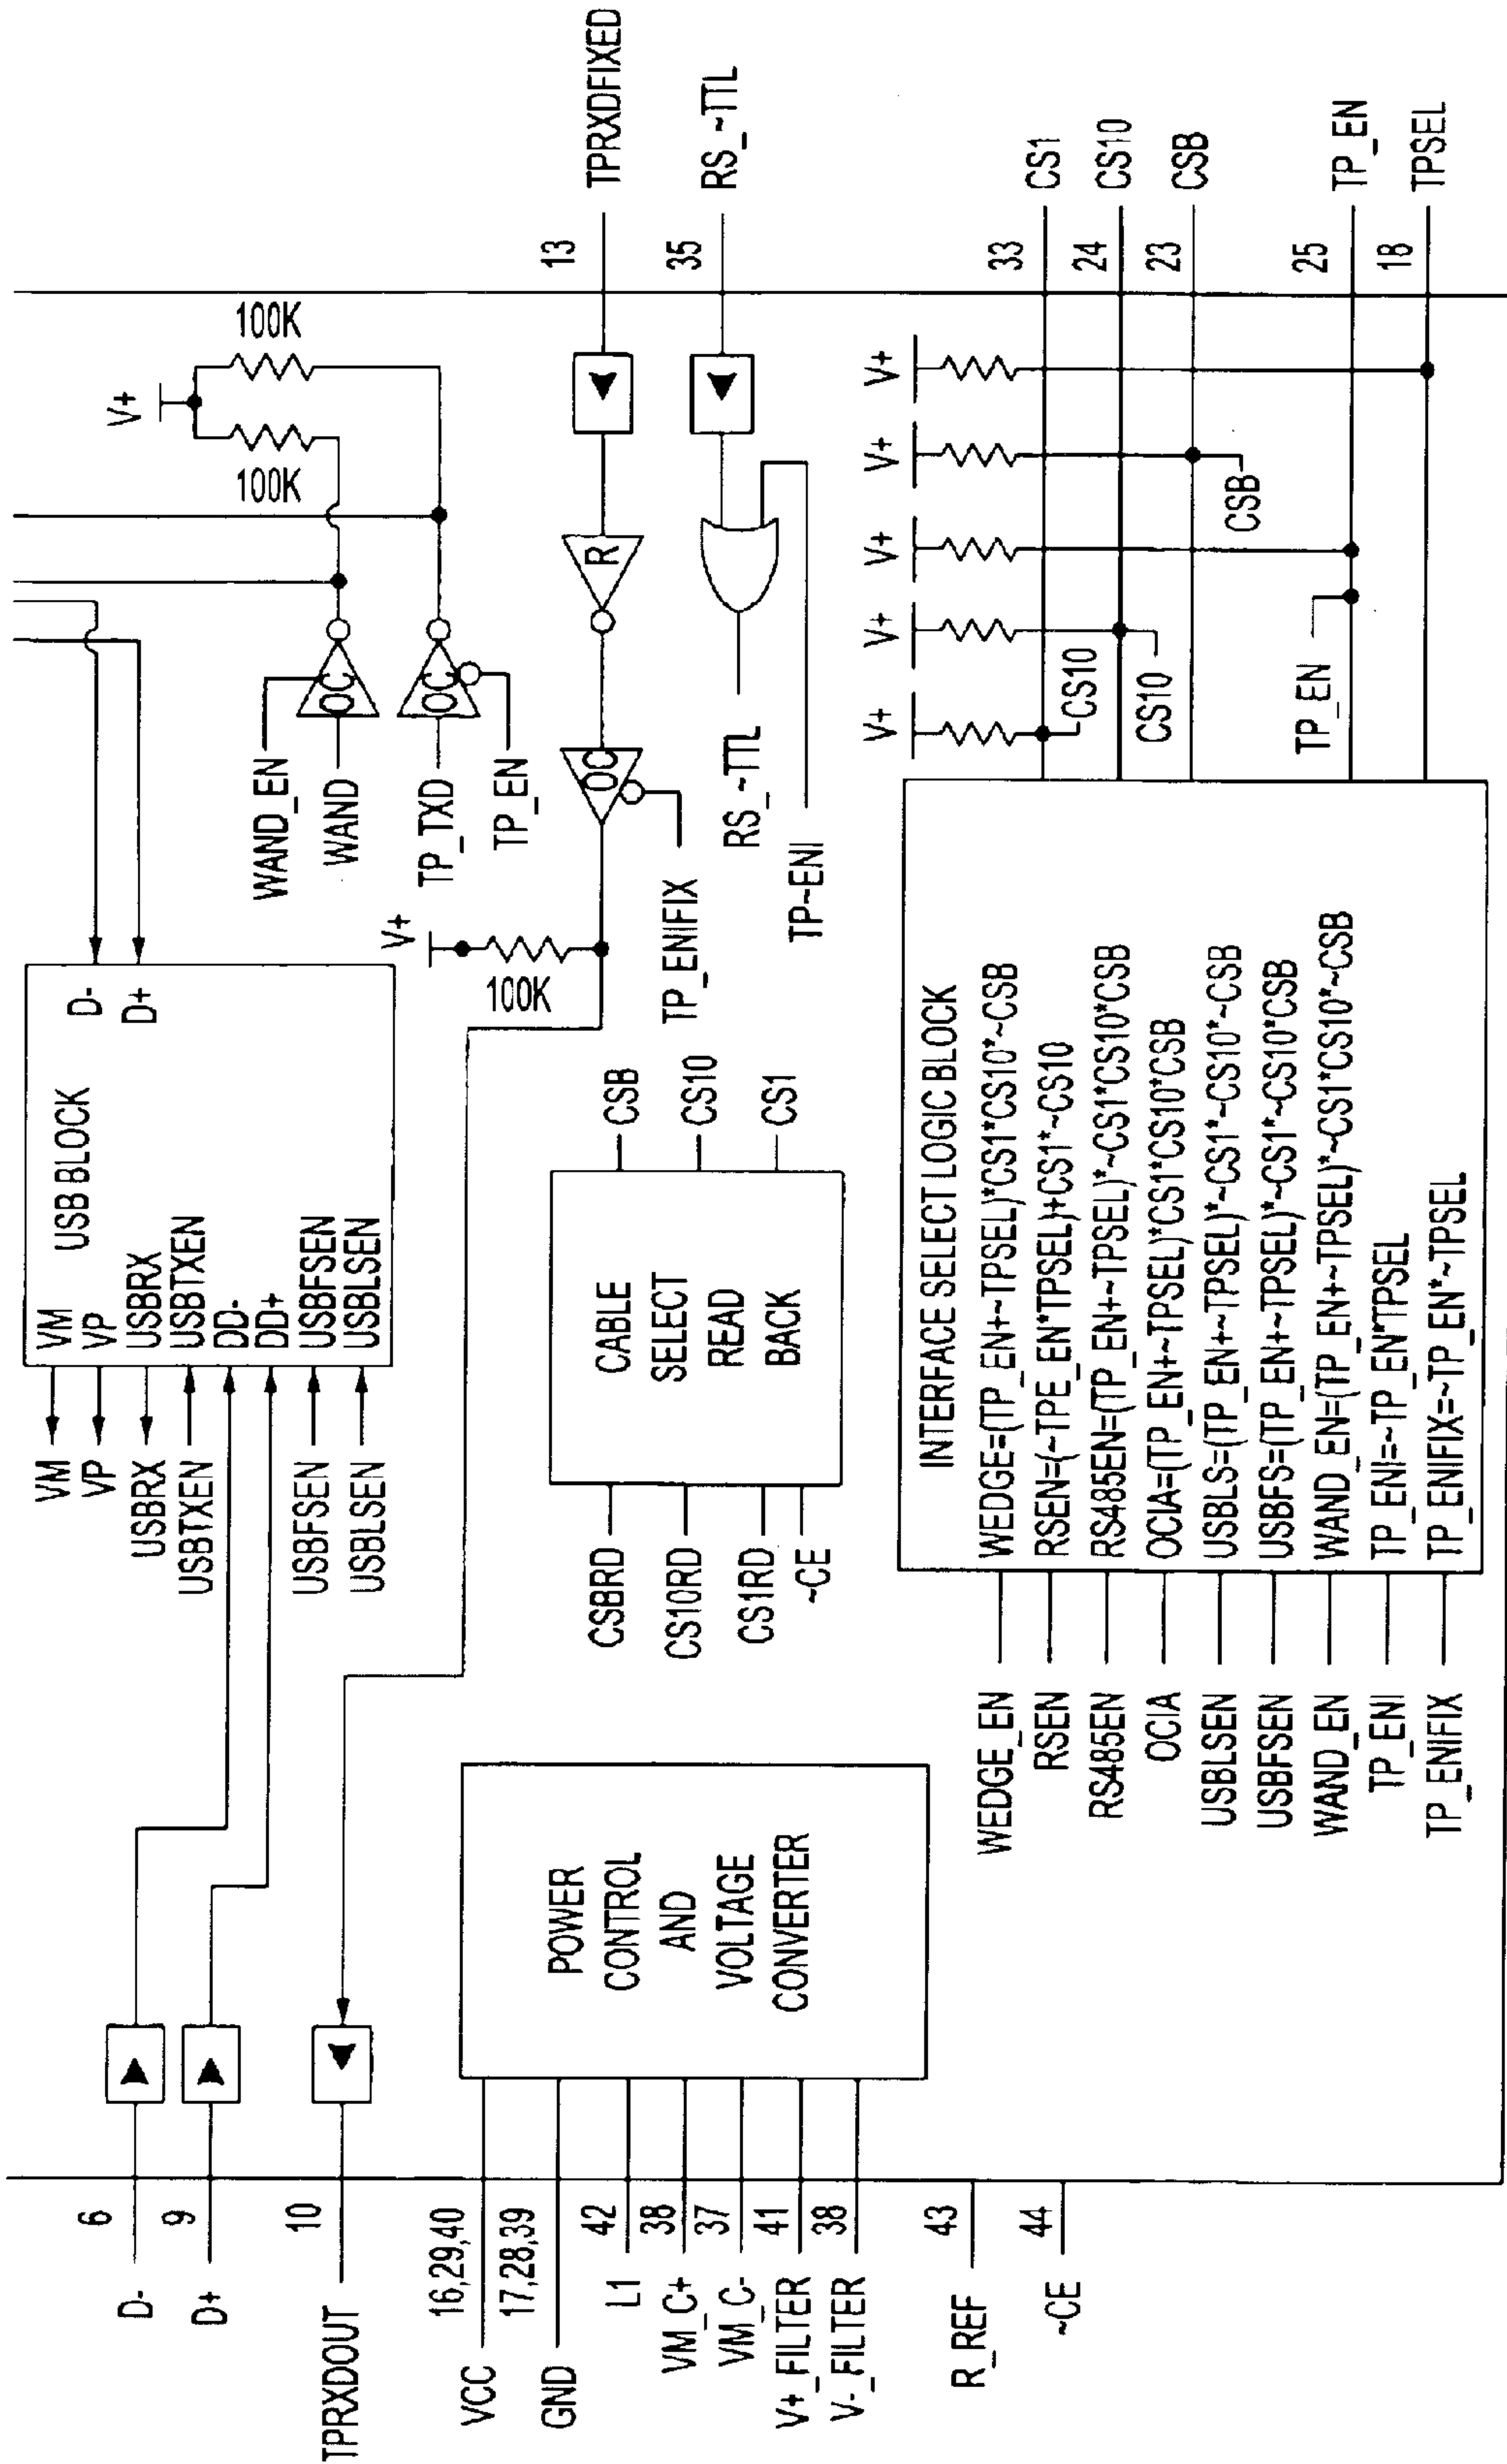 D-
6
D+
9
TPRXDOUT
10
VCC
16,29,40
GND
17,28,39
L1
42
VM_C+
38
VM_C-
37
V+_FILTER
41
V-_FILTER
38
R_REF
43
~CE
44
POWER
CONTROL
AND
VOLTAGE
CONVERTER
VM
VP
USBRX
USBTXEN
USBFSEN
USBLSEN
VM
VP
USBRX
USBTXEN
DD-
DD+
USBFSEN
USBLSEN
USB BLOCK
D-
D+
WAND_EN
WAND
TP_TXD
TP_EN
OC
OC
V+
100K
100K
V+
100K
OC
TP_ENIFIX
R
13
TPRXDFIXED
RS_~TTL
TP~ENI
35
RS_~TTL
CSBRD
CS10RD
CS1RD
~CE
CABLE
SELECT
READ
BACK
CSB
CS10
CS1
WEDGE_EN
RSEN
RS485EN
OCIA
USBLSEN
USBFSEN
WAND_EN
TP_ENI
TP_ENIFIX
INTERFACE SELECT LOGIC BLOCK
WEDGE=(TP_EN+~TPSEL)*CS1*CS10*~CSB
RSEN=(~TPE_EN*TPSEL)+CS1*~CS10
RS485EN=(TP_EN+~TPSEL)*~CS1*CS10*CSB
OCIA=(TP_EN+~TPSEL)*CS1*CS10*CSB
USBLS=(TP_EN+~TPSEL)*~CS1*~CS10*~CSB
USBFS=(TP_EN+~TPSEL)*~CS1*~CS10*CSB
WAND_EN=(TP_EN+~TPSEL)*~CS1*CS10*~CSB
TP_ENI=~TP_EN*TPSEL
TP_ENIFIX=~TP_EN*~TPSEL
V+
V+
V+
V+
V+
CS10
CS10
CSB
TP_EN
33
CS1
24
CS10
23
CSB
25
TP_EN
18
TPSEL